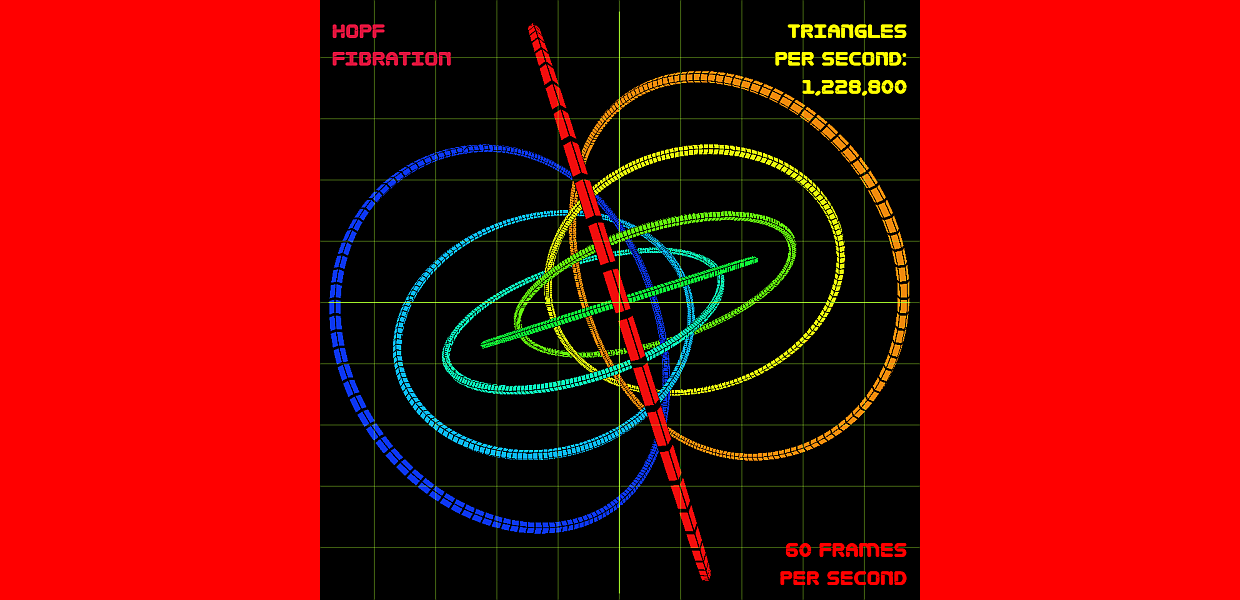 HOPF
FIBRATION
TRIANGLES
PER SECOND:
1,228,800
60 FRAMES
PER SECOND